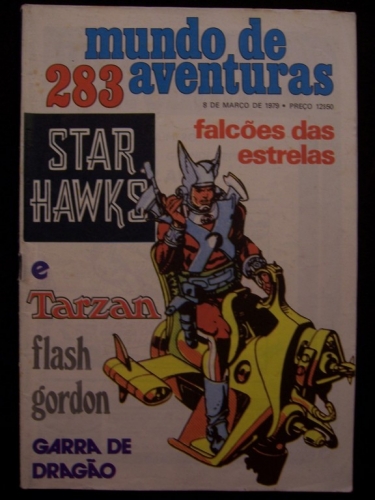 mundo de
283 aventuras
8 DE MARÇO DE 1979 • PREÇO 12$50
STAR
HAWKS
falcões das
estrelas
e
Tarzan
flash
gordon
GARRA DE
DRAGÃO